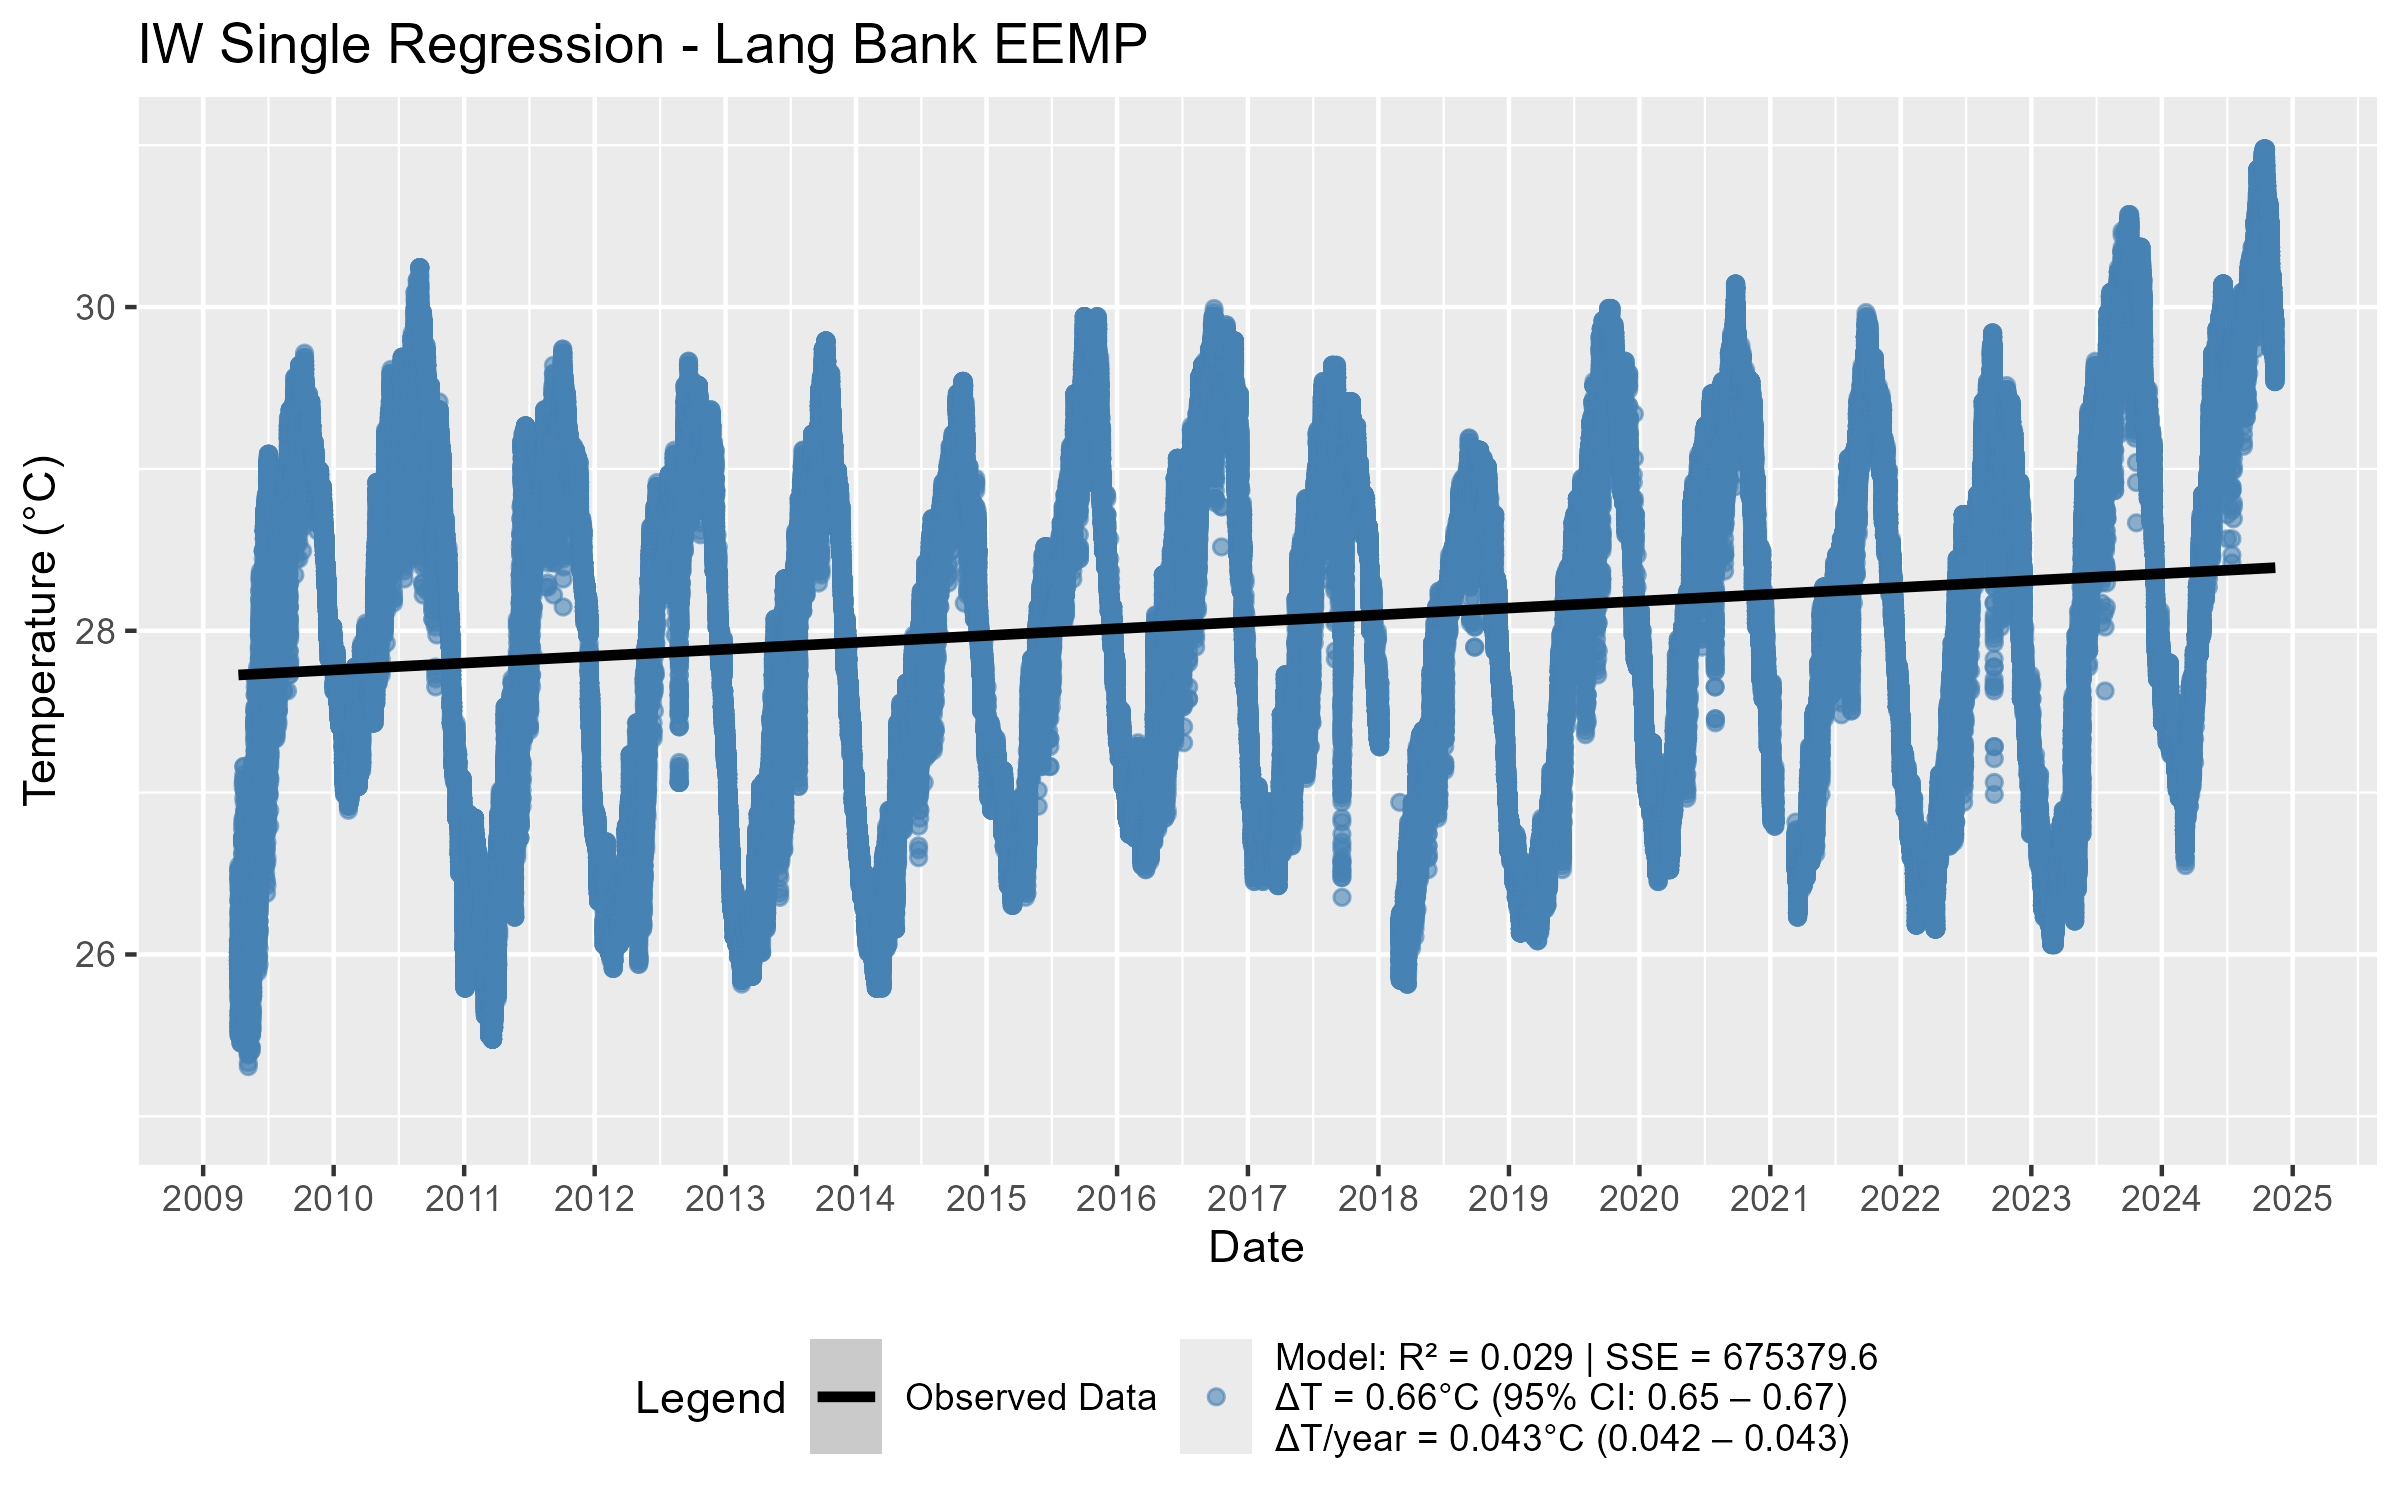 IW Single Regression - Lang Bank EEMP
Temperature (°C)
30
28
26
2009 2010 2011 2012 2013 2014 2015 2016 2017 2018 2019 2020 2021 2022 2023 2024 2025
Date
Legend
Observed Data
Model: R² = 0.029 | SSE = 675379.6
ΔT = 0.66°C (95% CI: 0.65 – 0.67)
ΔT/year = 0.043°C (0.042 – 0.043)